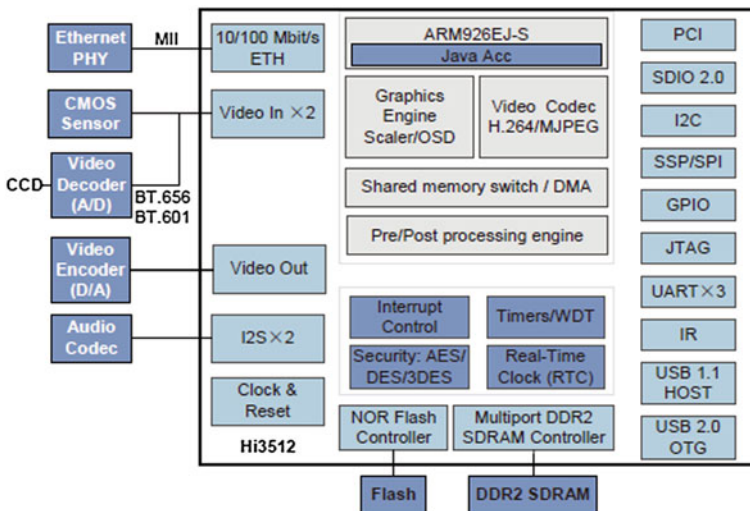 Ethernet
PHY
MII
10/100 Mbit/s
ETH
CMOS
Sensor
Video In ×2
CCD
Video
Decoder
(A/D)
BT.656
BT.601
Video
Encoder
(D/A)
Video Out
Audio
Codec
I2S×2
Clock &
Reset
Hi3512
ARM926EJ-S
Java Acc
Graphics
Engine
Scaler/OSD
Video Codec
H.264/MJPEG
Shared memory switch / DMA
Pre/Post processing engine
Interrupt
Control
Timers/WDT
Security: AES/
DES/3DES
Real-Time
Clock (RTC)
NOR Flash
Controller
Multiport DDR2
SDRAM Controller
Flash
DDR2 SDRAM
PCI
SDIO 2.0
I2C
SSP/SPI
GPIO
JTAG
UART×3
IR
USB 1.1
HOST
USB 2.0
OTG